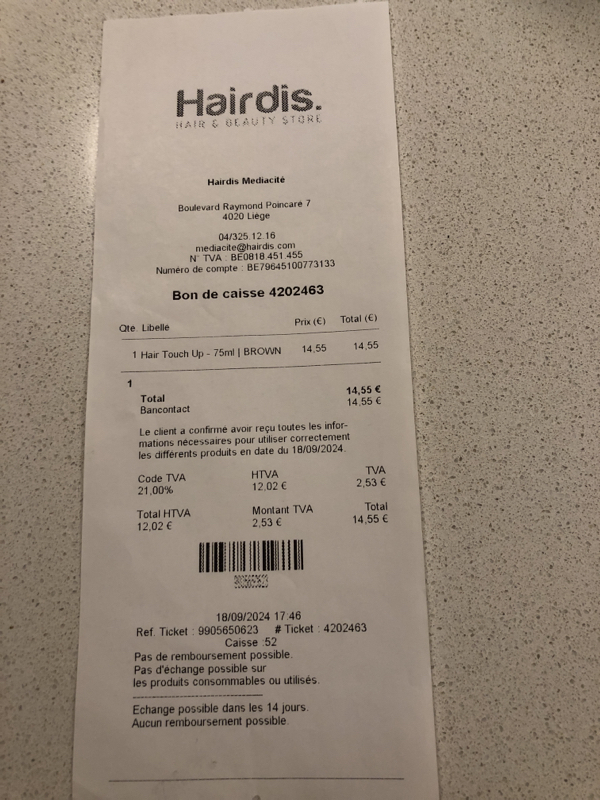 Hairdis.
HAIR & BEAUTY STORE
Hairdis Mediacité
Boulevard Raymond Poincaré 7
4020 Liège
04/325.12.16
mediacite@hairdis.com
N° TVA : BE0818.451.455
Numéro de compte : BE79645100773133
Bon de caisse 4202463
Qte Libellé Prix (€) Total (€)
1 Hair Touch Up - 75ml | BROWN 14,55 14,55
1
Total 14,55 €
Bancontact 14,55 €
Le client a confirmé avoir reçu toutes les infor-
mations nécessaires pour utiliser correctement
les différents produits en date du 18/09/2024.
Code TVA HTVA TVA
21,00% 12,02 € 2,53 €
Total HTVA Montant TVA Total
12,02 € 2,53 € 14,55 €
9905650623
18/09/2024 17:46
Ref. Ticket : 9905650623 # Ticket : 4202463
Caisse :52
Pas de remboursement possible.
Pas d'échange possible sur
les produits consommables ou utilisés.
Echange possible dans les 14 jours.
Aucun remboursement possible.